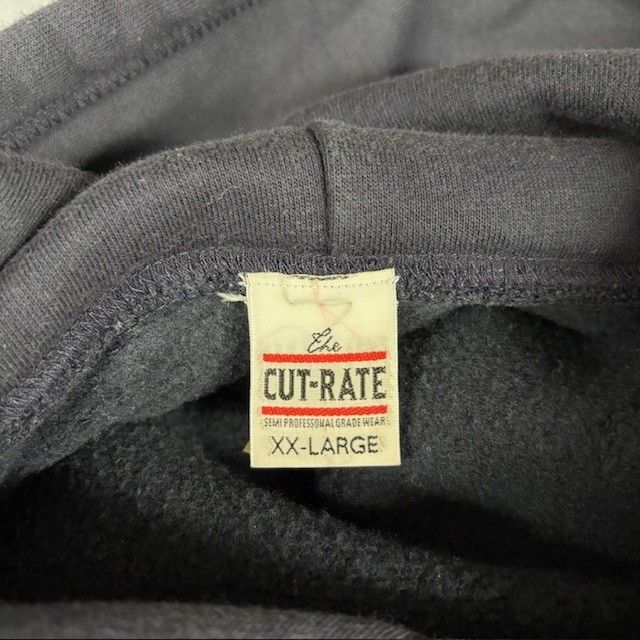 The
CUT-RATE
SEMI PROFESSIONAL GRADE WEAR
XX-LARGE